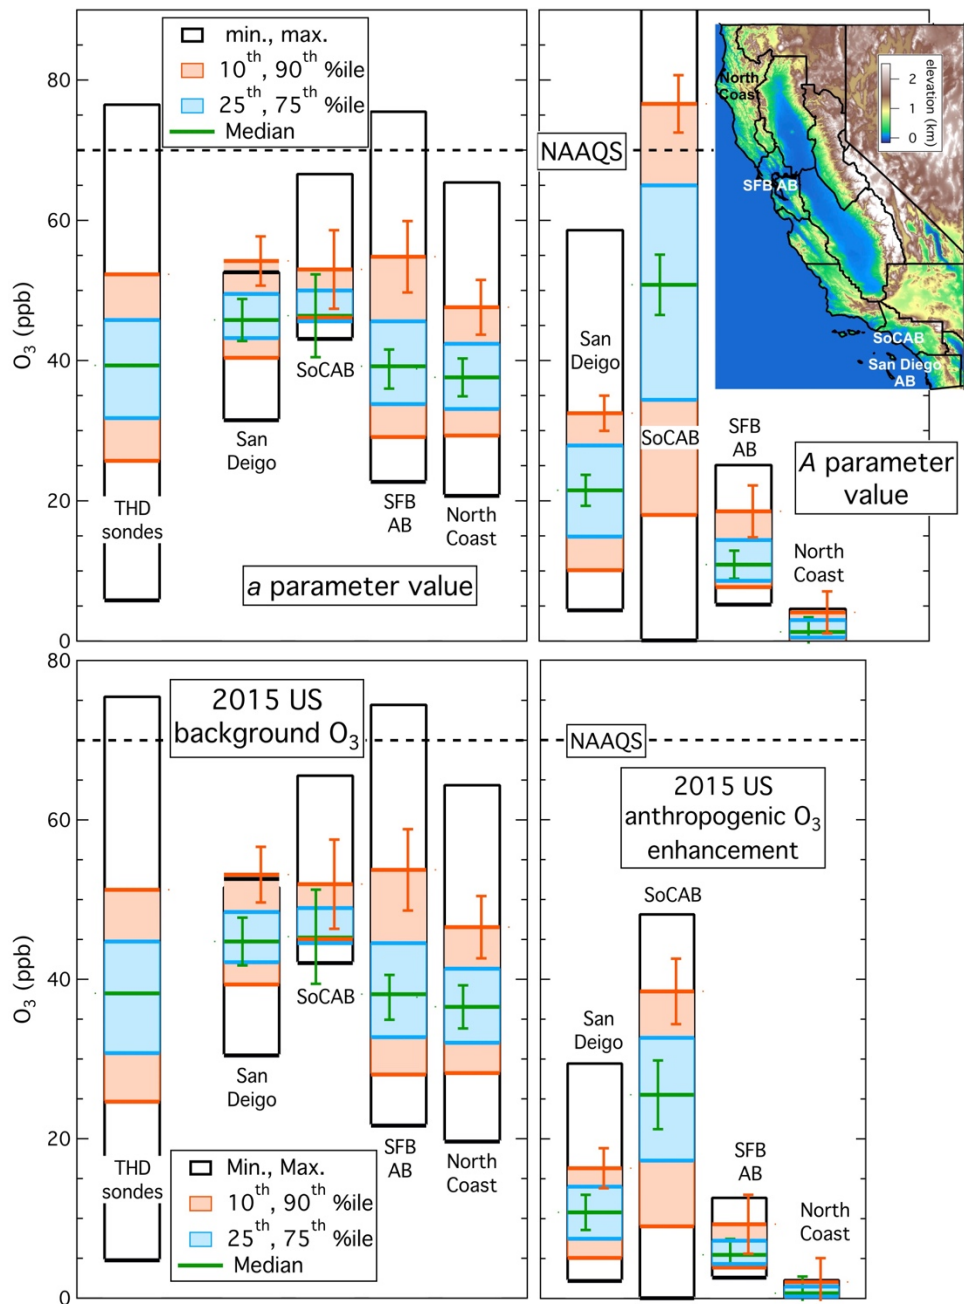 min., max.
10th, 90th %ile
25th, 75th %ile
Median
80
60
40
20
0
O3 (ppb)
THD
sondes
San
Deigo
SoCAB
SFB
AB
North
Coast
a parameter value
NAAQS
San
Deigo
SoCAB
SFB
AB
North
Coast
A parameter
value
North
Coast
SFB AB
SoCAB
San Diego
AB
2
1
0
elevation (km)
80
60
40
20
0
O3 (ppb)
2015 US
background O3
THD
sondes
San
Deigo
SoCAB
SFB
AB
North
Coast
Min., Max.
10th, 90th %ile
25th, 75th %ile
Median
NAAQS
2015 US
anthropogenic O3
enhancement
San
Deigo
SoCAB
SFB
AB
North
Coast